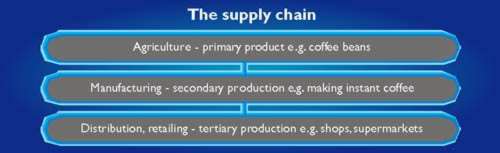 The supply chain
Agriculture - primary product e.g. coffee beans
Manufacturing - secondary production e.g. making instant coffee
Distribution, retailing - tertiary production e.g. shops, supermarkets